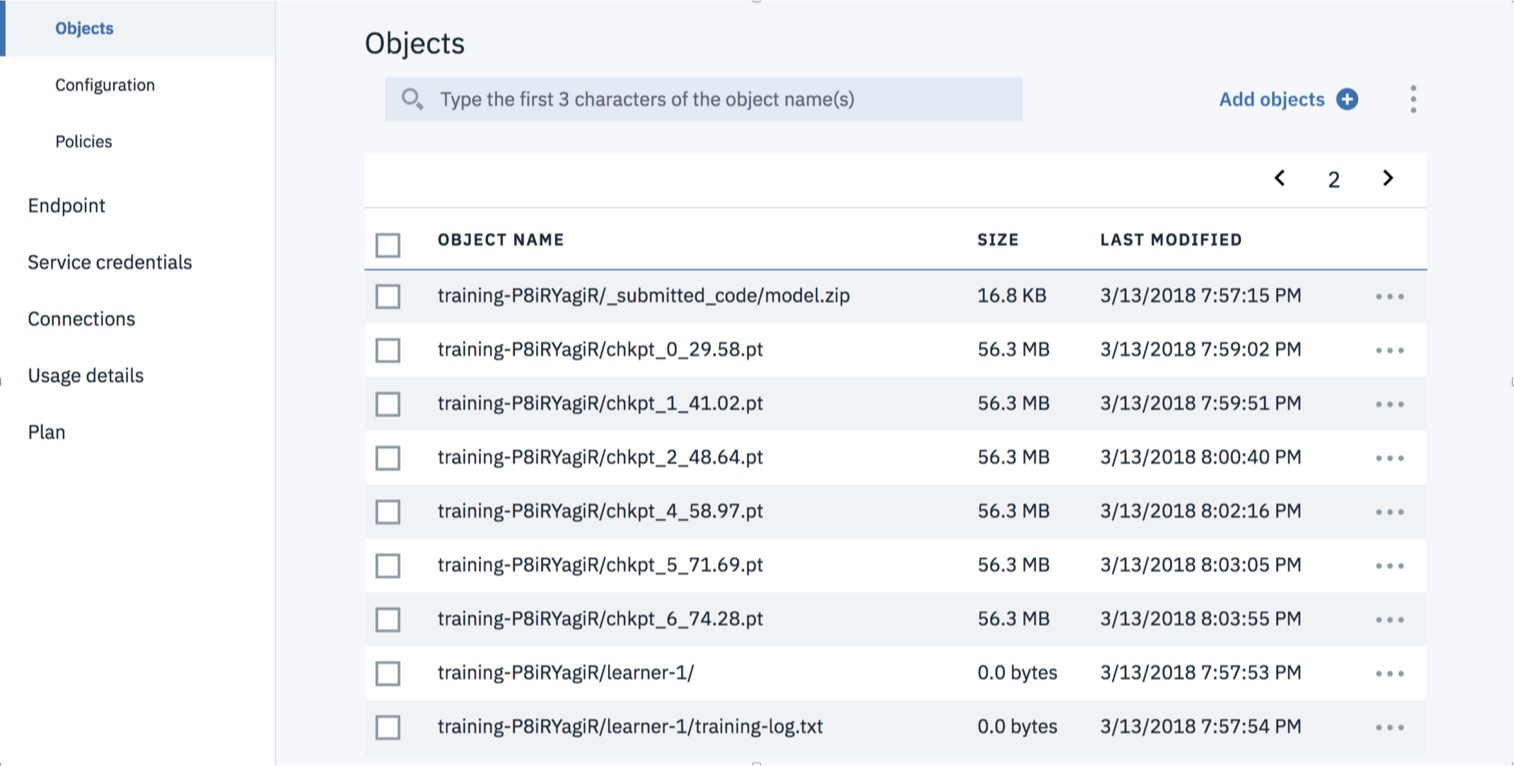 Objects
Configuration
Policies
Endpoint
Service credentials
Connections
Usage details
Plan
Objects
Type the first 3 characters of the object name(s)
Add objects
2
OBJECT NAME SIZE LAST MODIFIED
training-P8iRYagiR/_submitted_code/model.zip 16.8 KB 3/13/2018 7:57:15 PM
training-P8iRYagiR/chkpt_0_29.58.pt 56.3 MB 3/13/2018 7:59:02 PM
training-P8iRYagiR/chkpt_1_41.02.pt 56.3 MB 3/13/2018 7:59:51 PM
training-P8iRYagiR/chkpt_2_48.64.pt 56.3 MB 3/13/2018 8:00:40 PM
training-P8iRYagiR/chkpt_4_58.97.pt 56.3 MB 3/13/2018 8:02:16 PM
training-P8iRYagiR/chkpt_5_71.69.pt 56.3 MB 3/13/2018 8:03:05 PM
training-P8iRYagiR/chkpt_6_74.28.pt 56.3 MB 3/13/2018 8:03:55 PM
training-P8iRYagiR/learner-1/ 0.0 bytes 3/13/2018 7:57:53 PM
training-P8iRYagiR/learner-1/training-log.txt 0.0 bytes 3/13/2018 7:57:54 PM